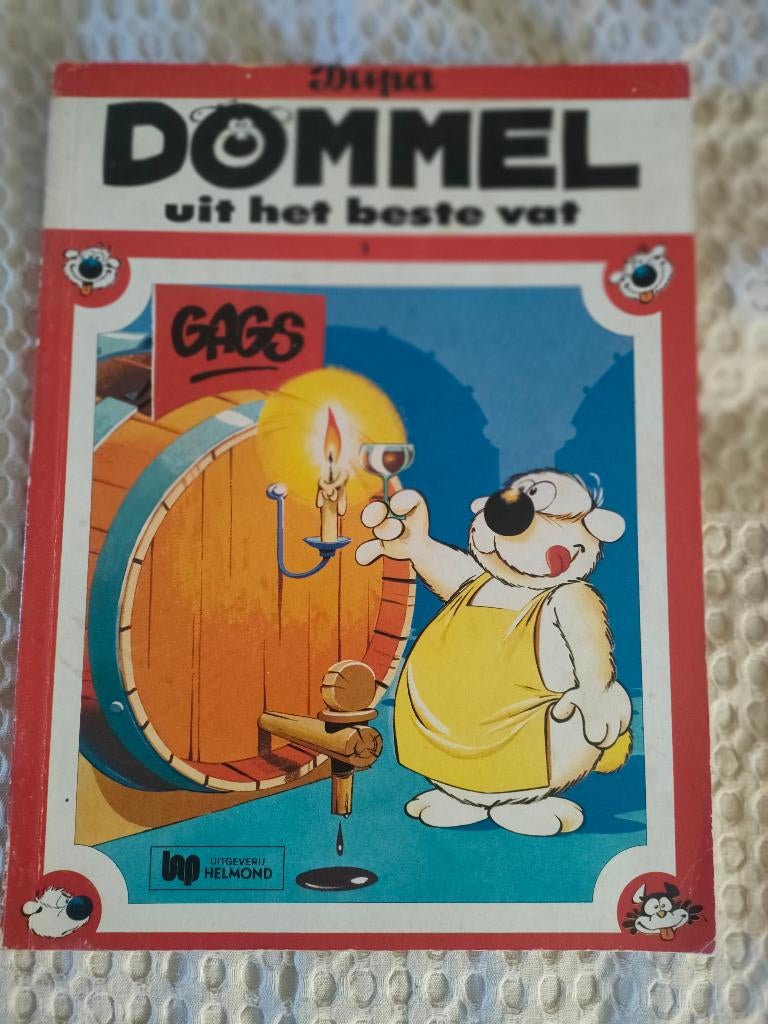 Dupa
DOMMEL
uit het beste vat
1
GAGS
UITGEVERIJ
HELMOND